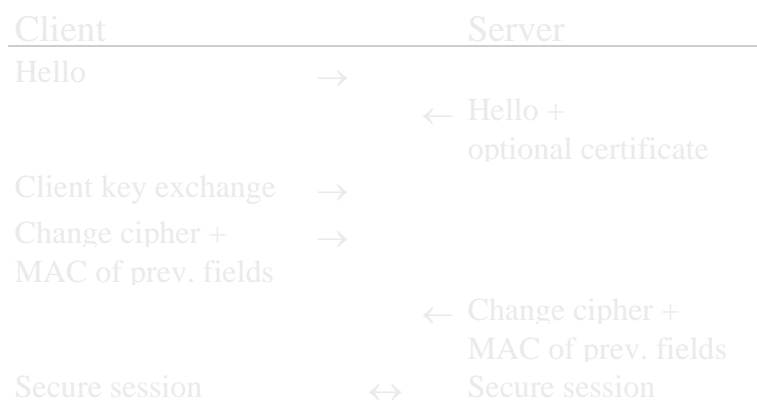 Client Server
Hello →
← Hello +
optional certificate
Client key exchange →
Change cipher + →
MAC of prev. fields
← Change cipher +
MAC of prev. fields
Secure session ↔ Secure session